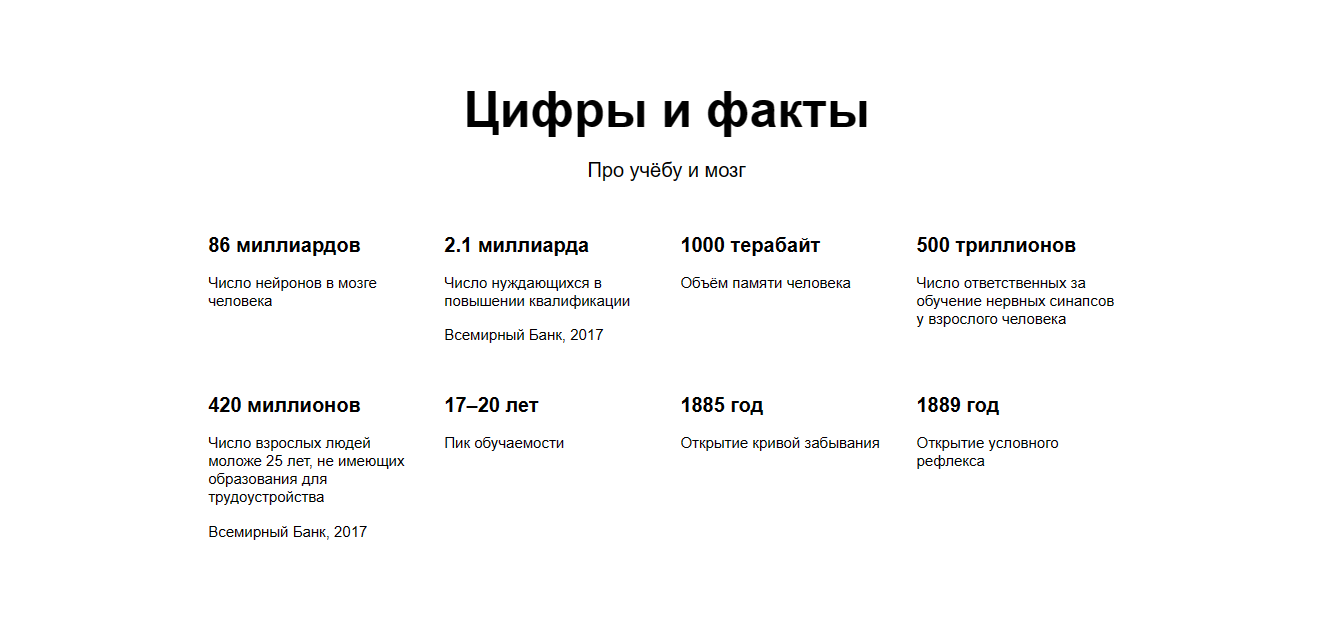 Цифры и факты
Про учёбу и мозг
86 миллиардов
Число нейронов в мозге
человека
2.1 миллиарда
Число нуждающихся в
повышении квалификации
Всемирный Банк, 2017
1000 терабайт
Объём памяти человека
500 триллионов
Число ответственных за
обучение нервных синапсов
у взрослого человека
420 миллионов
Число взрослых людей
моложе 25 лет, не имеющих
образования для
трудоустройства
Всемирный Банк, 2017
17–20 лет
Пик обучаемости
1885 год
Открытие кривой забывания
1889 год
Открытие условного
рефлекса